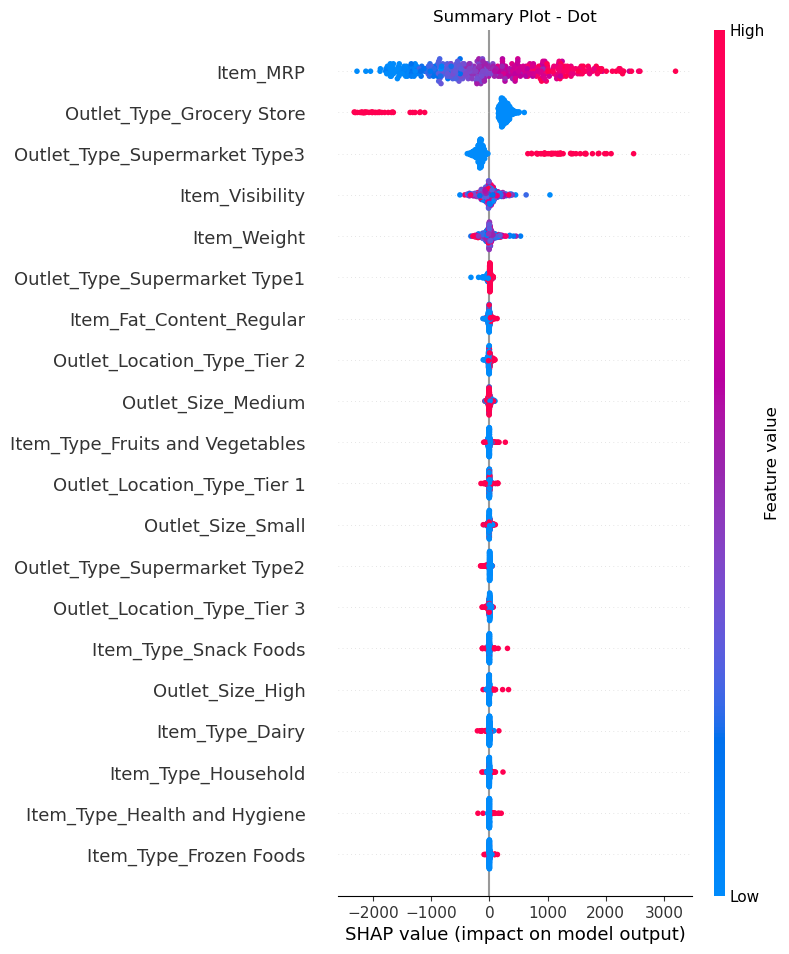 Summary Plot - Dot
High
Item_MRP
Outlet_Type_Grocery Store
Outlet_Type_Supermarket Type3
Item_Visibility
Item_Weight
Outlet_Type_Supermarket Type1
Item_Fat_Content_Regular
Outlet_Location_Type_Tier 2
Outlet_Size_Medium
Item_Type_Fruits and Vegetables
Outlet_Location_Type_Tier 1
Outlet_Size_Small
Outlet_Type_Supermarket Type2
Outlet_Location_Type_Tier 3
Item_Type_Snack Foods
Outlet_Size_High
Item_Type_Dairy
Item_Type_Household
Item_Type_Health and Hygiene
Item_Type_Frozen Foods
Feature value
Low
−2000 −1000 0 1000 2000 3000
SHAP value (impact on model output)